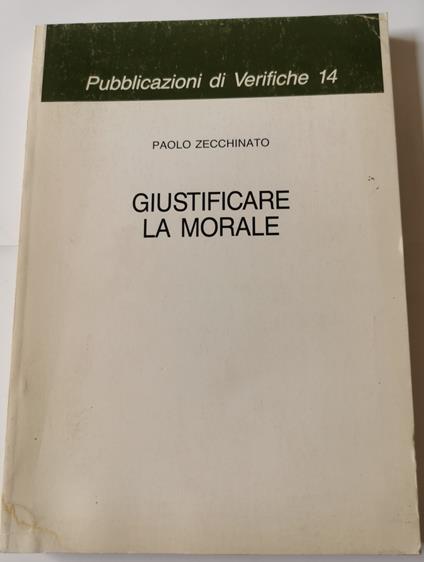 Pubblicazioni di Verifiche 14
PAOLO ZECCHINATO
GIUSTIFICARE
LA MORALE